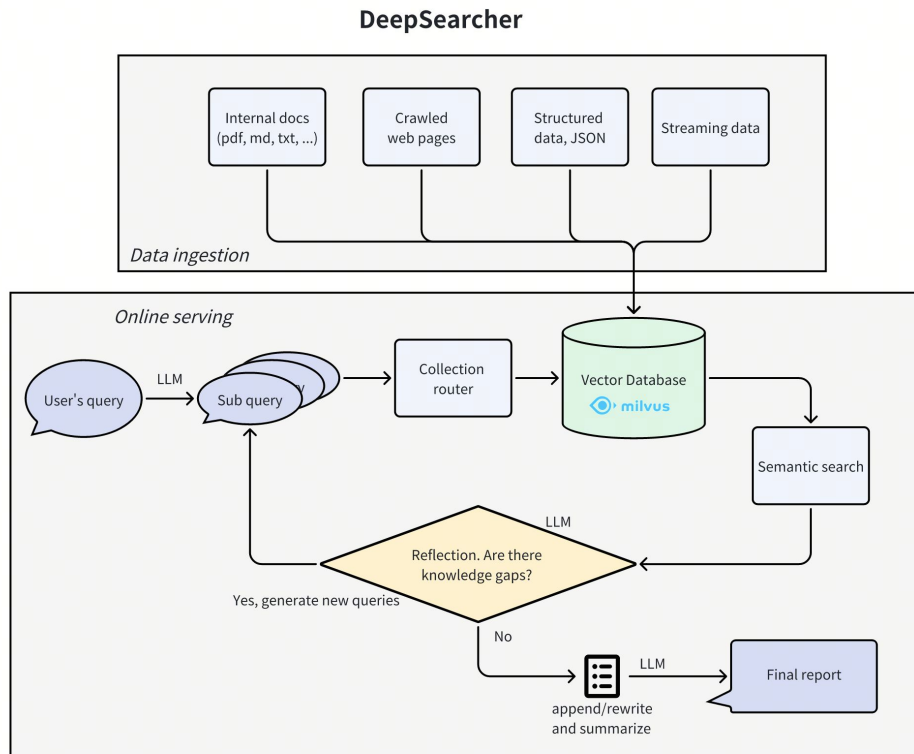 DeepSearcher
Internal docs
(pdf, md, txt, ...)
Crawled
web pages
Structured
data, JSON
Streaming data
Data ingestion
Online serving
User's query
LLM
Sub query
Collection
router
Vector Database
milvus
Semantic search
LLM
Reflection. Are there
knowledge gaps?
Yes, generate new queries
No
LLM
append/rewrite
and summarize
Final report